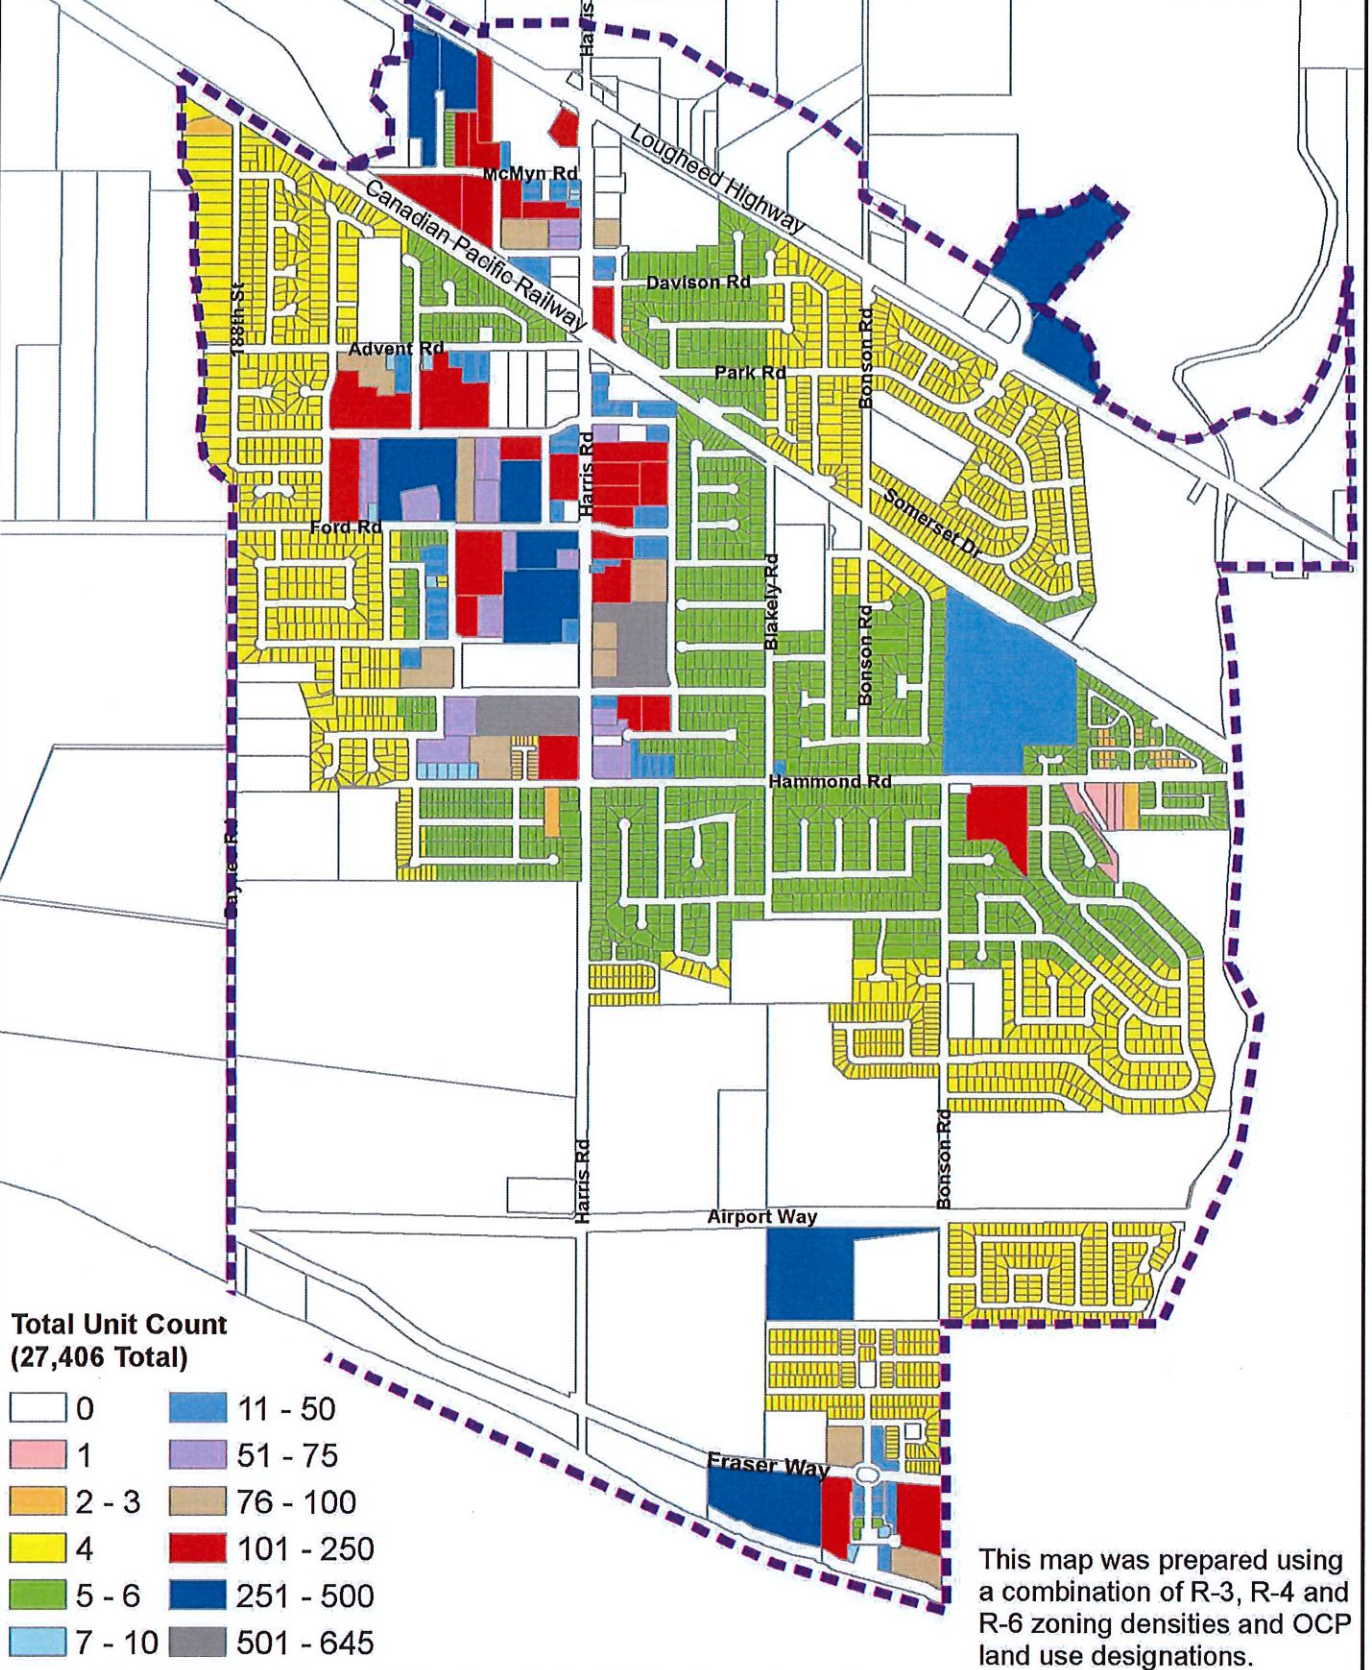 Harris
Lougheed Highway
McMyn Rd
Canadian Pacific Railway
Davison Rd
188th St
Advent Rd
Park Rd
Bonson Rd
Harris Rd
Ford Rd
Somerset Dr
Blakely Rd
Bonson Rd
Hammond Rd
Harris Rd
Bonson Rd
Airport Way
Fraser Way
Total Unit Count
(27,406 Total)
0
1
2 - 3
4
5 - 6
7 - 10
11 - 50
51 - 75
76 - 100
101 - 250
251 - 500
501 - 645
This map was prepared using
a combination of R-3, R-4 and
R-6 zoning densities and OCP
land use designations.